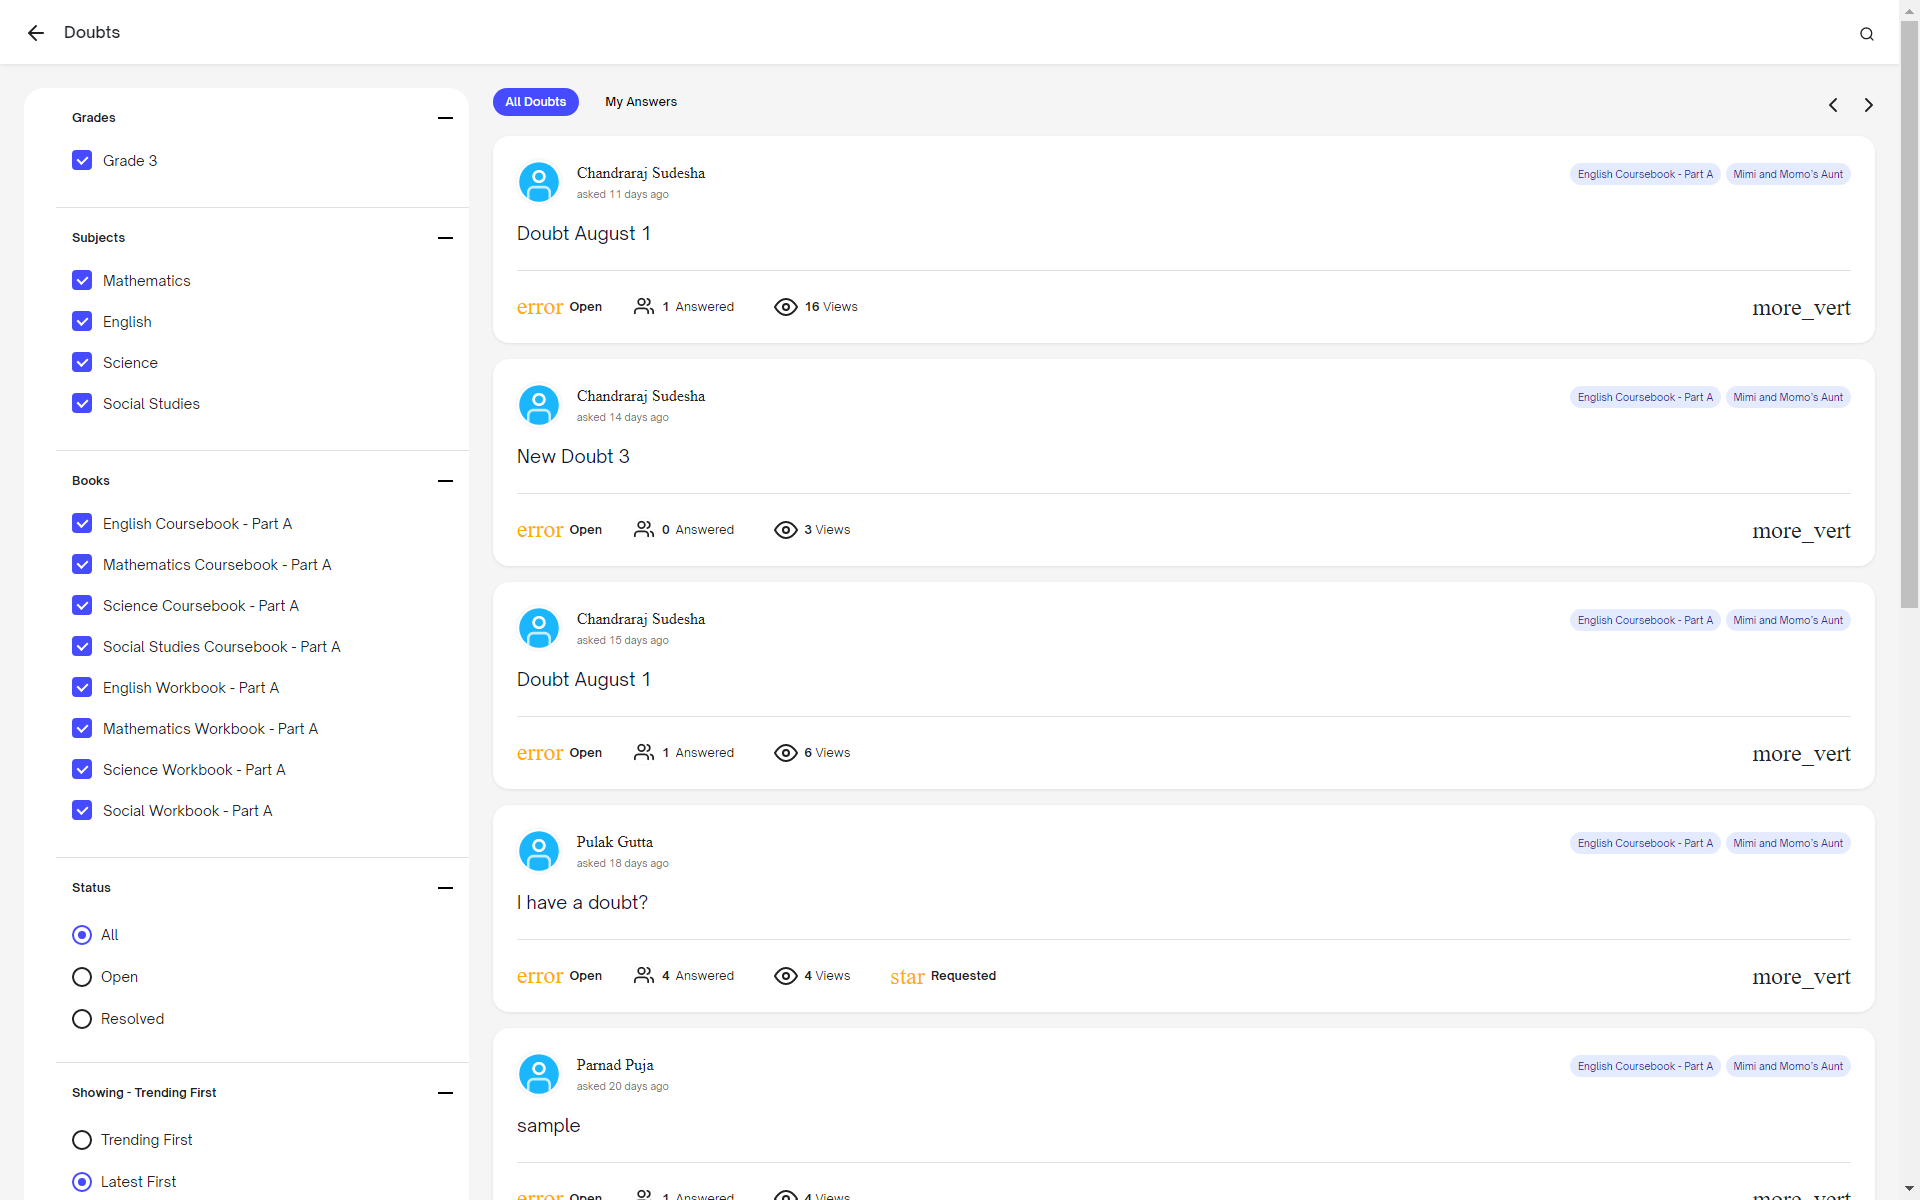 Doubts
Grades
Grade 3
Subjects
Mathematics
English
Science
Social Studies
Books
English Coursebook - Part A
Mathematics Coursebook - Part A
Science Coursebook - Part A
Social Studies Coursebook - Part A
English Workbook - Part A
Mathematics Workbook - Part A
Science Workbook - Part A
Social Workbook - Part A
Status
All
Open
Resolved
Showing - Trending First
Trending First
Latest First
All Doubts My Answers
Chandraraj Sudesha English Coursebook - Part A Mimi and Momo's Aunt
asked 11 days ago
Doubt August 1
error Open 1 Answered 16 Views more_vert
Chandraraj Sudesha English Coursebook - Part A Mimi and Momo's Aunt
asked 14 days ago
New Doubt 3
error Open 0 Answered 3 Views more_vert
Chandraraj Sudesha English Coursebook - Part A Mimi and Momo's Aunt
asked 15 days ago
Doubt August 1
error Open 1 Answered 6 Views more_vert
Pulak Gutta English Coursebook - Part A Mimi and Momo's Aunt
asked 18 days ago
I have a doubt?
error Open 4 Answered 4 Views star Requested more_vert
Parnad Puja English Coursebook - Part A Mimi and Momo's Aunt
asked 20 days ago
sample
error Open 1 Answered 4 Views more_vert